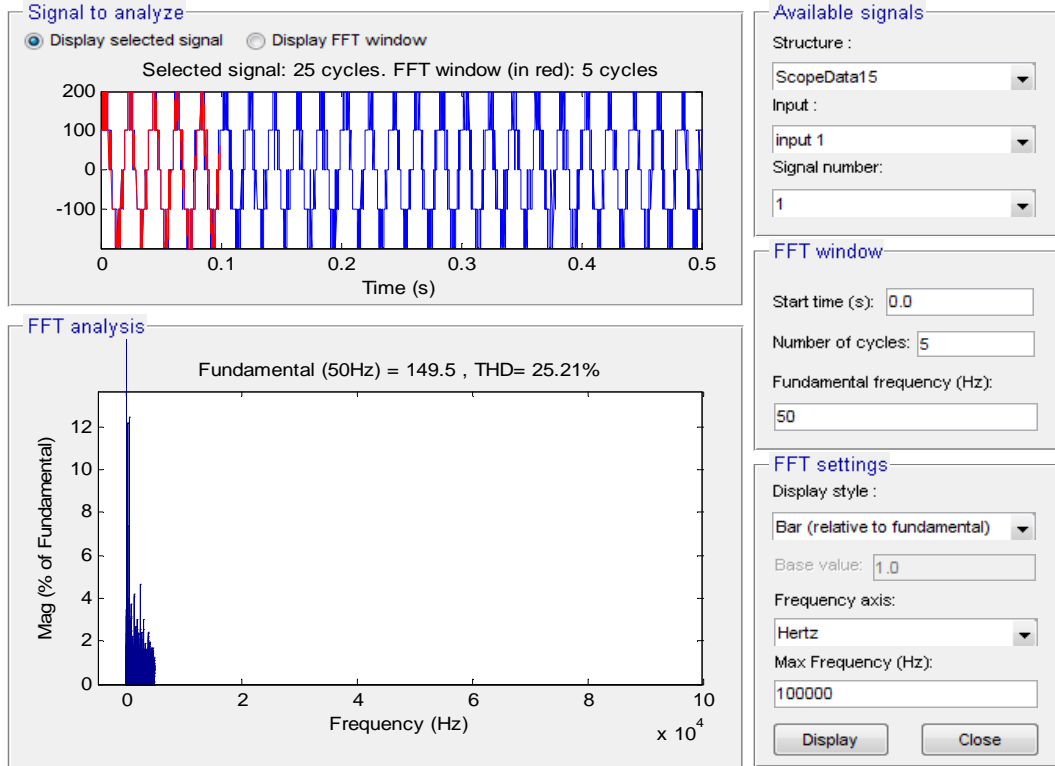 Signal to analyze
Display selected signal Display FFT window
Selected signal: 25 cycles. FFT window (in red): 5 cycles
200
100
0
-100
0 0.1 0.2 0.3 0.4 0.5
Time (s)
FFT analysis
Fundamental (50Hz) = 149.5 , THD= 25.21%
Mag (% of Fundamental)
12
10
8
6
4
2
0
0 2 4 6 8 10
Frequency (Hz)
x 10^4
Available signals
Structure :
ScopeData15
Input :
input 1
Signal number:
1
FFT window
Start time (s): 0.0
Number of cycles: 5
Fundamental frequency (Hz):
50
FFT settings
Display style :
Bar (relative to fundamental)
Base value: 1.0
Frequency axis:
Hertz
Max Frequency (Hz):
100000
Display Close